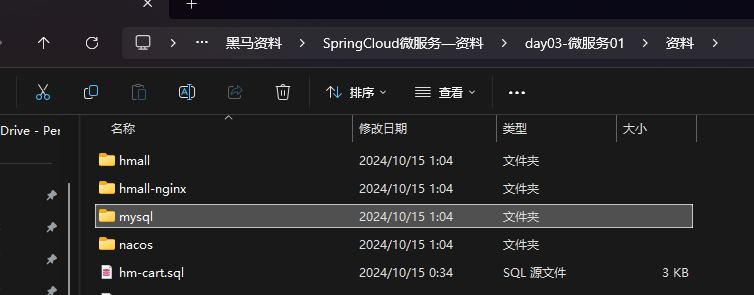 … 黑马资料 SpringCloud微服务—资料 day03-微服务01 资料
排序 查看 …
Drive - Per
名称 修改日期 类型 大小
hmall 2024/10/15 1:04 文件夹
hmall-nginx 2024/10/15 1:04 文件夹
mysql 2024/10/15 1:04 文件夹
nacos 2024/10/15 1:04 文件夹
hm-cart.sql 2024/10/15 0:34 SQL 源文件 3 KB